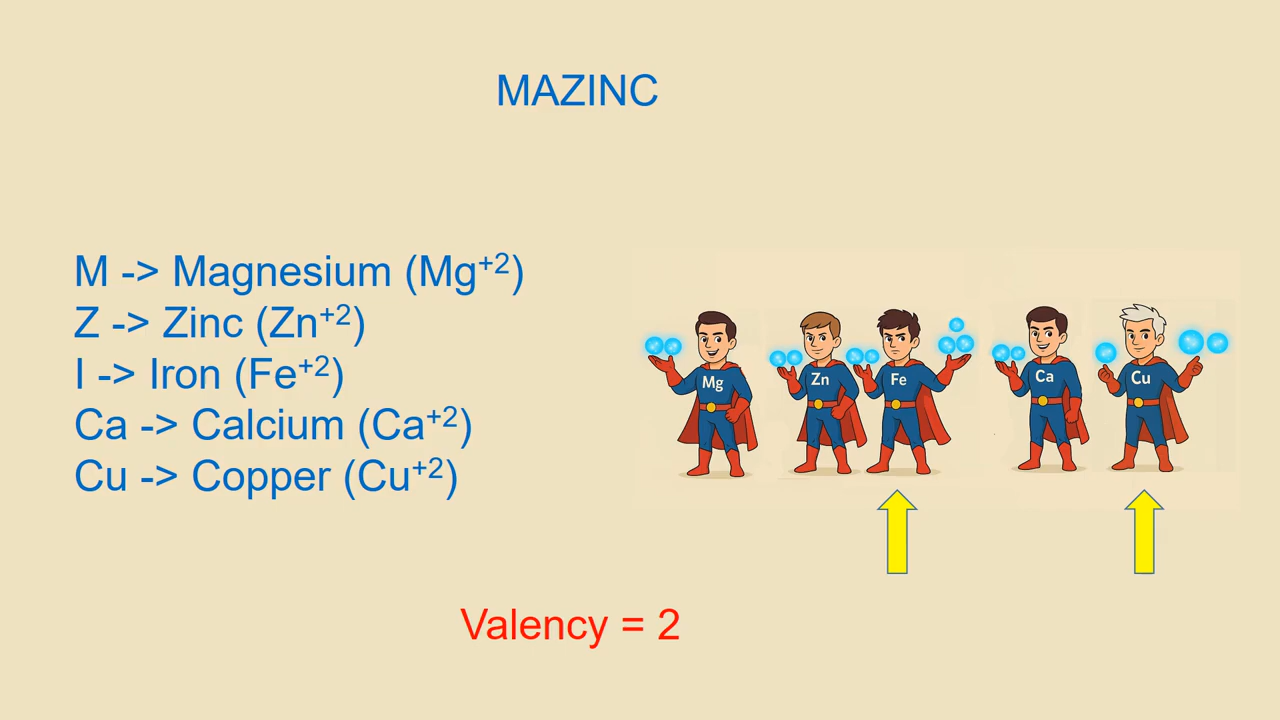 MAZINC
M -> Magnesium (Mg⁺²)
Z -> Zinc (Zn⁺²)
I -> Iron (Fe⁺²)
Ca -> Calcium (Ca⁺²)
Cu -> Copper (Cu⁺²)
Mg Zn Fe Ca Cu
Valency = 2